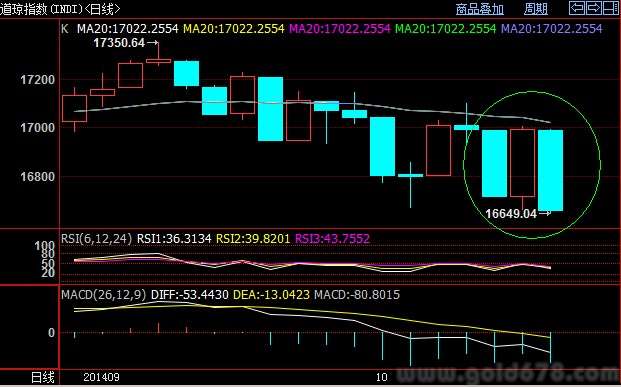 道琼指数(INDI)<日线> 商品叠加 周期
K MA20:17022.2554 MA20:17022.2554 MA20:17022.2554 MA20:17022.2554 MA20:17022.2554
17350.64
17200
17000
16800
16649.04
RSI(6,12,24) RSI1:36.3134 RSI2:39.8201 RSI3:43.7552
100
80
50
20
0
MACD(26,12,9) DIFF:-53.4430 DEA:-13.0423 MACD:-80.8015
0
日线 201409 10
www.gold678.com